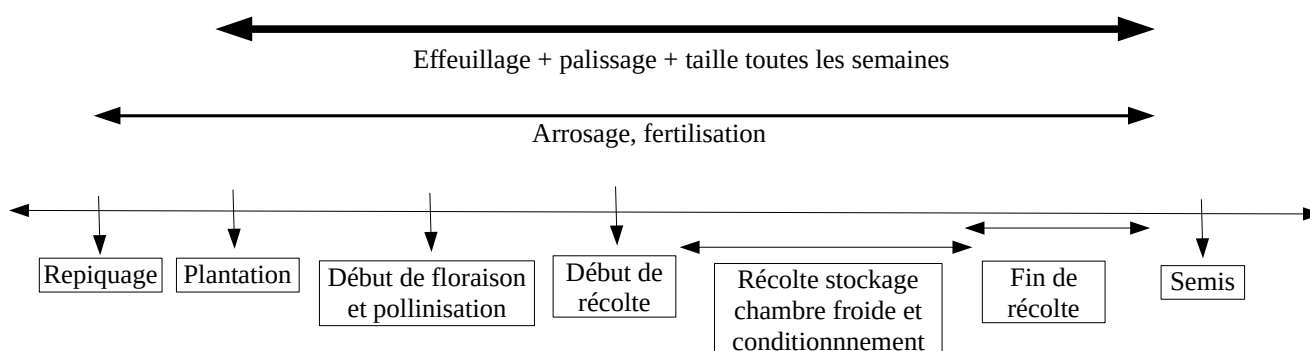 Effeuillage + palissage + taille toutes les semaines
Arrosage, fertilisation
Repiquage
Plantation
Début de floraison
et pollinisation
Début de
récolte
Récolte stockage
chambre froide et
conditionnnement
Fin de
récolte
Semis